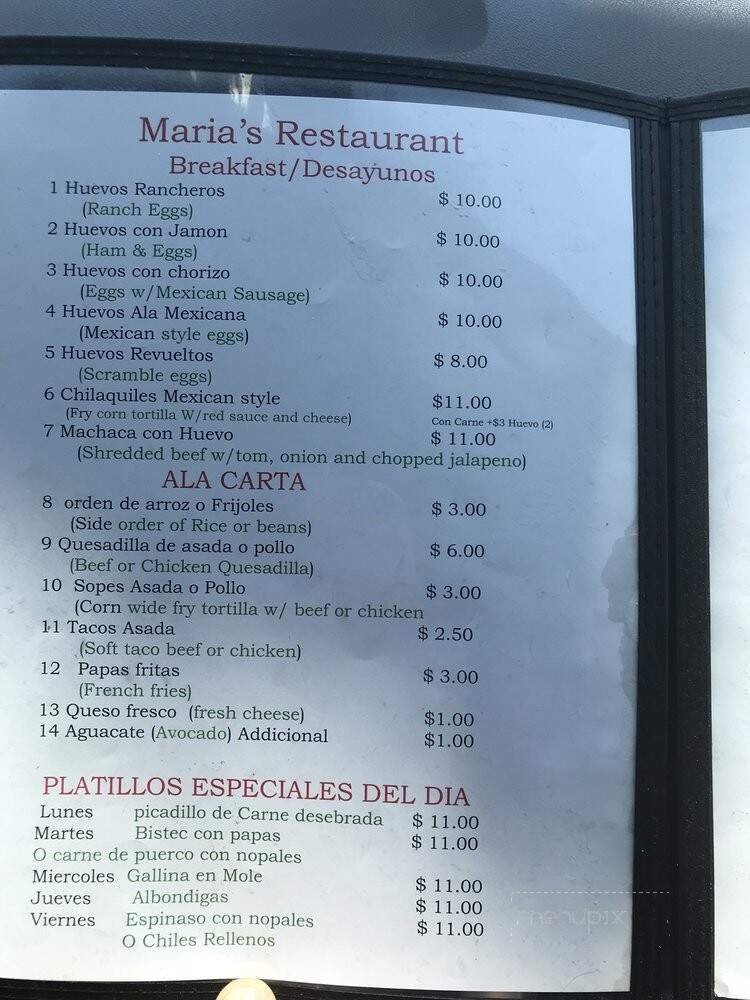 Maria's Restaurant
Breakfast/Desayunos
1 Huevos Rancheros $ 10.00
(Ranch Eggs)
2 Huevos con Jamon $ 10.00
(Ham & Eggs)
3 Huevos con chorizo $ 10.00
(Eggs w/Mexican Sausage)
4 Huevos Ala Mexicana $ 10.00
(Mexican style eggs)
5 Huevos Revueltos $ 8.00
(Scramble eggs)
6 Chilaquiles Mexican style $11.00
(Fry corn tortilla W/red sauce and cheese) Con Carne +$3 Huevo (2)
7 Machaca con Huevo $ 11.00
(Shredded beef w/tom, onion and chopped jalapeno)
ALA CARTA
8 orden de arroz o Frijoles $ 3.00
(Side order of Rice or beans)
9 Quesadilla de asada o pollo $ 6.00
(Beef or Chicken Quesadilla)
10 Sopes Asada o Pollo $ 3.00
(Corn wide fry tortilla w/ beef or chicken
11 Tacos Asada $ 2.50
(Soft taco beef or chicken)
12 Papas fritas $ 3.00
(French fries)
13 Queso fresco (fresh cheese) $1.00
14 Aguacate (Avocado) Addicional $1.00
PLATILLOS ESPECIALES DEL DIA
Lunes picadillo de Carne desebrada $ 11.00
Martes Bistec con papas $ 11.00
O carne de puerco con nopales
Miercoles Gallina en Mole $ 11.00
Jueves Albondigas $ 11.00
Viernes Espinaso con nopales $ 11.00
O Chiles Rellenos
menupix